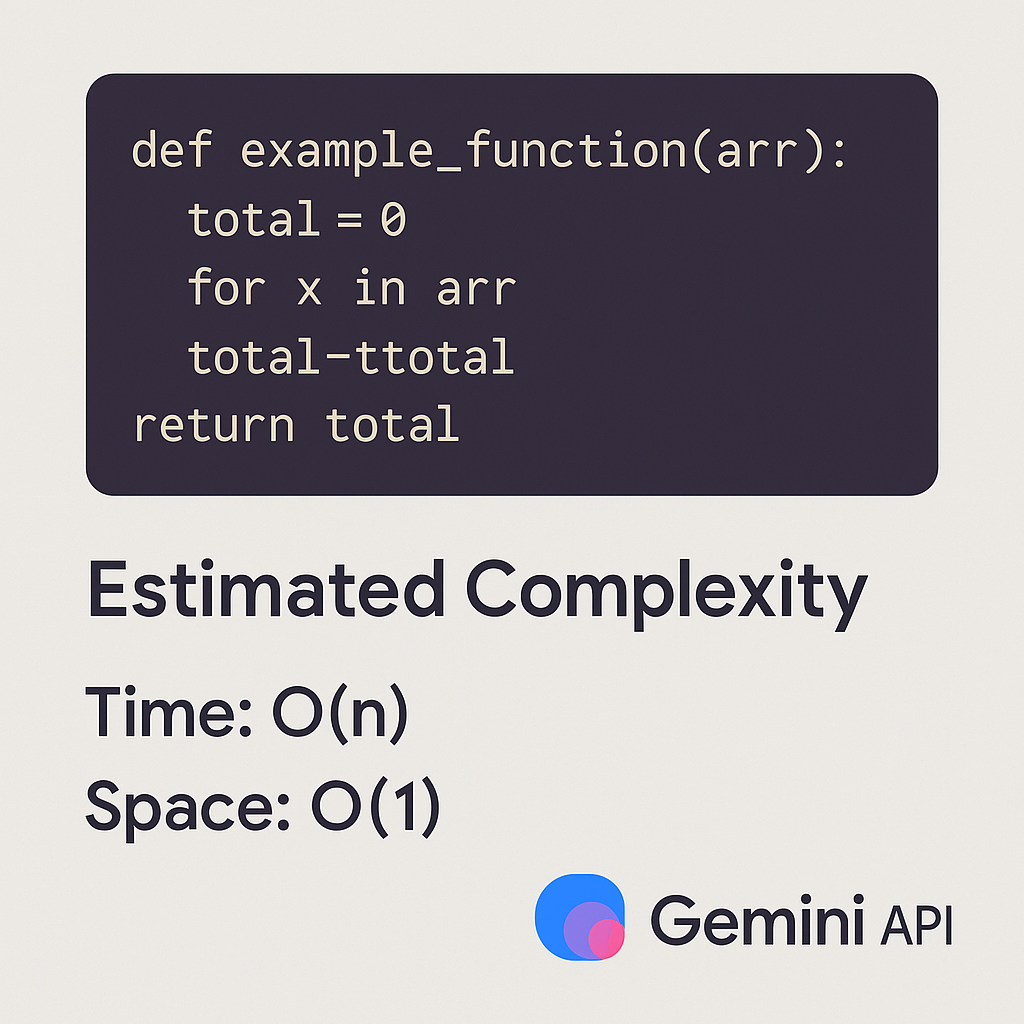 def example_function(arr):
  total = 0
  for x in arr
  total-ttotal
return total
Estimated Complexity
Time: O(n)
Space: O(1)
Gemini API